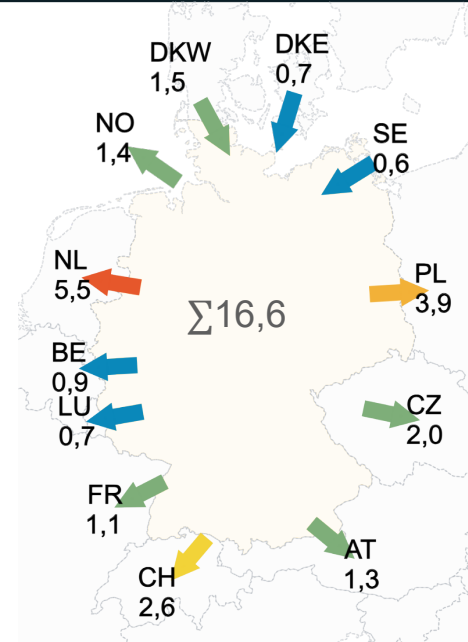 DKW
1,5
DKE
0,7
NO
1,4
SE
0,6
NL
5,5
PL
3,9
∑16,6
BE
0,9
LU
0,7
CZ
2,0
FR
1,1
AT
1,3
CH
2,6